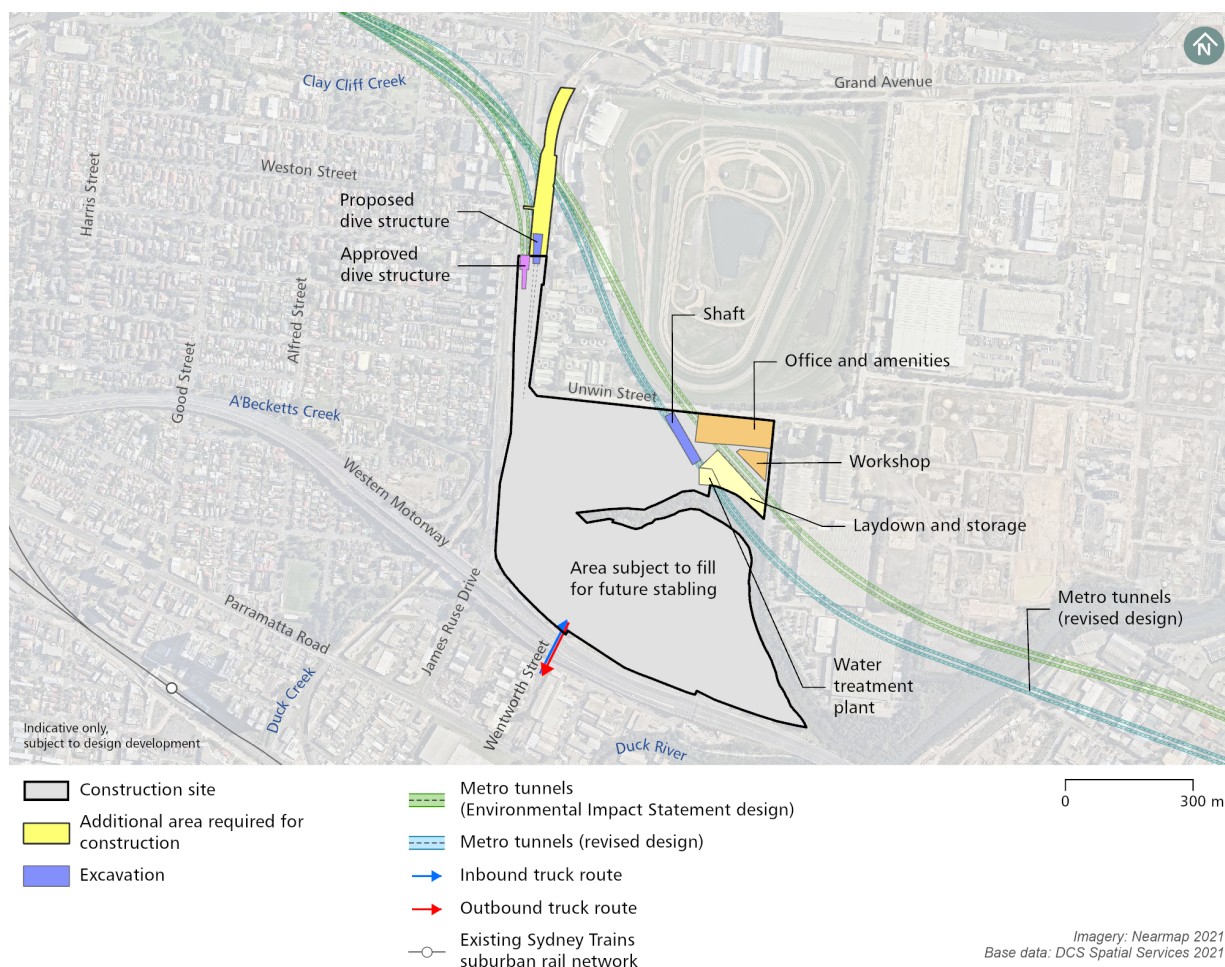 N
Clay Cliff Creek
Grand Avenue
Harris Street
Weston Street
Proposed
dive structure
Approved
dive structure
Alfred Street
Shaft
Office and amenities
Good Street
A'Becketts Creek
Unwin Street
Western Motorway
Workshop
Laydown and storage
Area subject to fill
for future stabling
James Ruse Drive
Parramatta Road
Metro tunnels
(revised design)
Wentworth Street
Water
treatment
plant
Duck Creek
Indicative only,
subject to design development
Duck River
Construction site
Additional area required for
construction
Excavation
Metro tunnels
(Environmental Impact Statement design)
Metro tunnels (revised design)
Inbound truck route
Outbound truck route
Existing Sydney Trains
suburban rail network
0 300 m
Imagery: Nearmap 2021
Base data: DCS Spatial Services 2021